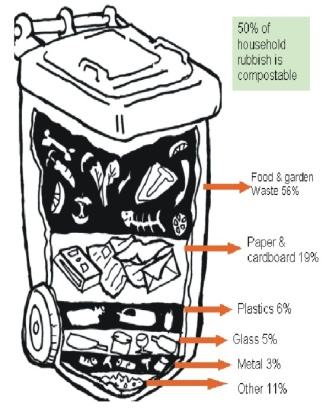 50% of
household
rubbish is
compostable
Food & garden
Waste 56%
Paper &
cardboard 19%
Plastics 6%
Glass 5%
Metal 3%
Other 11%